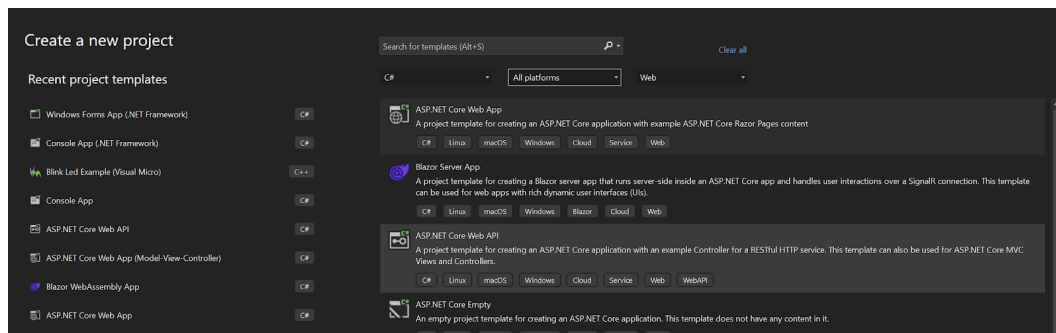 Create a new project
Recent project templates
Windows Forms App (.NET Framework) C#
Console App (.NET Framework) C#
Blink Led Example (Visual Micro) C++
Console App C#
ASP.NET Core Web API C#
ASP.NET Core Web App (Model-View-Controller) C#
Blazor WebAssembly App C#
ASP.NET Core Web App C#
Search for templates (Alt+S)
Clear all
C# All platforms Web
ASP.NET Core Web App
A project template for creating an ASP.NET Core application with example ASP.NET Core Razor Pages content
C# Linux macOS Windows Cloud Service Web
Blazor Server App
A project template for creating a Blazor server app that runs server-side inside an ASP.NET Core app and handles user interactions over a SignalR connection. This template
can be used for web apps with rich dynamic user interfaces (UIs).
C# Linux macOS Windows Blazor Cloud Web
ASP.NET Core Web API
A project template for creating an ASP.NET Core application with an example Controller for a RESTful HTTP service. This template can also be used for ASP.NET Core MVC
Views and Controllers.
C# Linux macOS Windows Cloud Service Web WebAPI
ASP.NET Core Empty
An empty project template for creating an ASP.NET Core application. This template does not have any content in it.